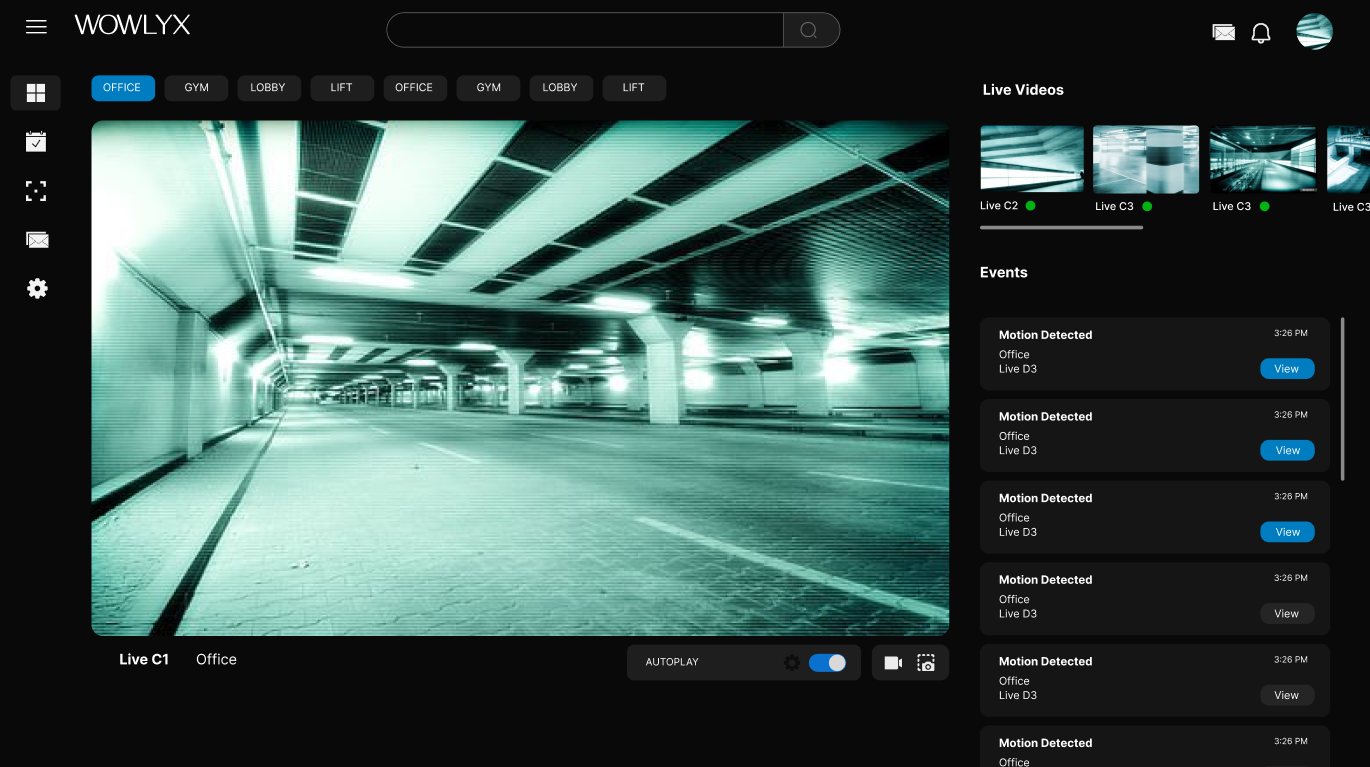 WOWLYX
OFFICE
GYM
LOBBY
LIFT
OFFICE
GYM
LOBBY
LIFT
Live C1
Office
AUTOPLAY
Live Videos
Live C2
Live C3
Live C3
Live C3
Events
Motion Detected
3:26 PM
Office
Live D3
View
Motion Detected
3:26 PM
Office
Live D3
View
Motion Detected
3:26 PM
Office
Live D3
View
Motion Detected
3:26 PM
Office
Live D3
View
Motion Detected
3:26 PM
Office
Live D3
View
Motion Detected
3:26 PM
Office